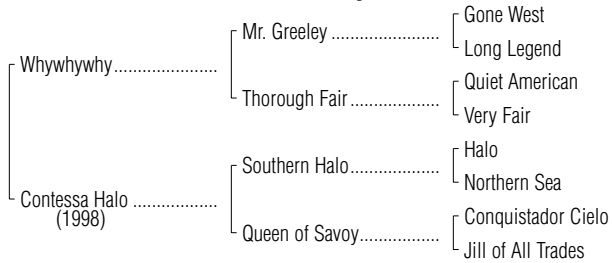 Gone West
Mr. Greeley ....................
Long Legend
Whywhywhy...................
Quiet American
Thorough Fair .................
Very Fair
Halo
Southern Halo.................
Northern Sea
Contessa Halo ................
(1998)
Conquistador Cielo
Queen of Savoy...............
Jill of All Trades